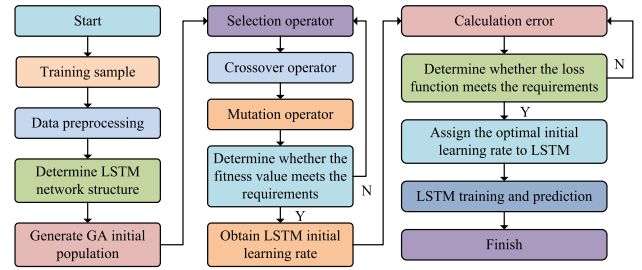 Start
Training sample
Data preprocessing
Determine LSTM
network structure
Generate GA initial
population
Selection operator
Crossover operator
Mutation operator
Determine whether the
fitness value meets the
requirements
N
Y
Obtain LSTM initial
learning rate
Calculation error
N
Determine whether the loss
function meets the requirements
Y
Assign the optimal initial
learning rate to LSTM
LSTM training and prediction
Finish